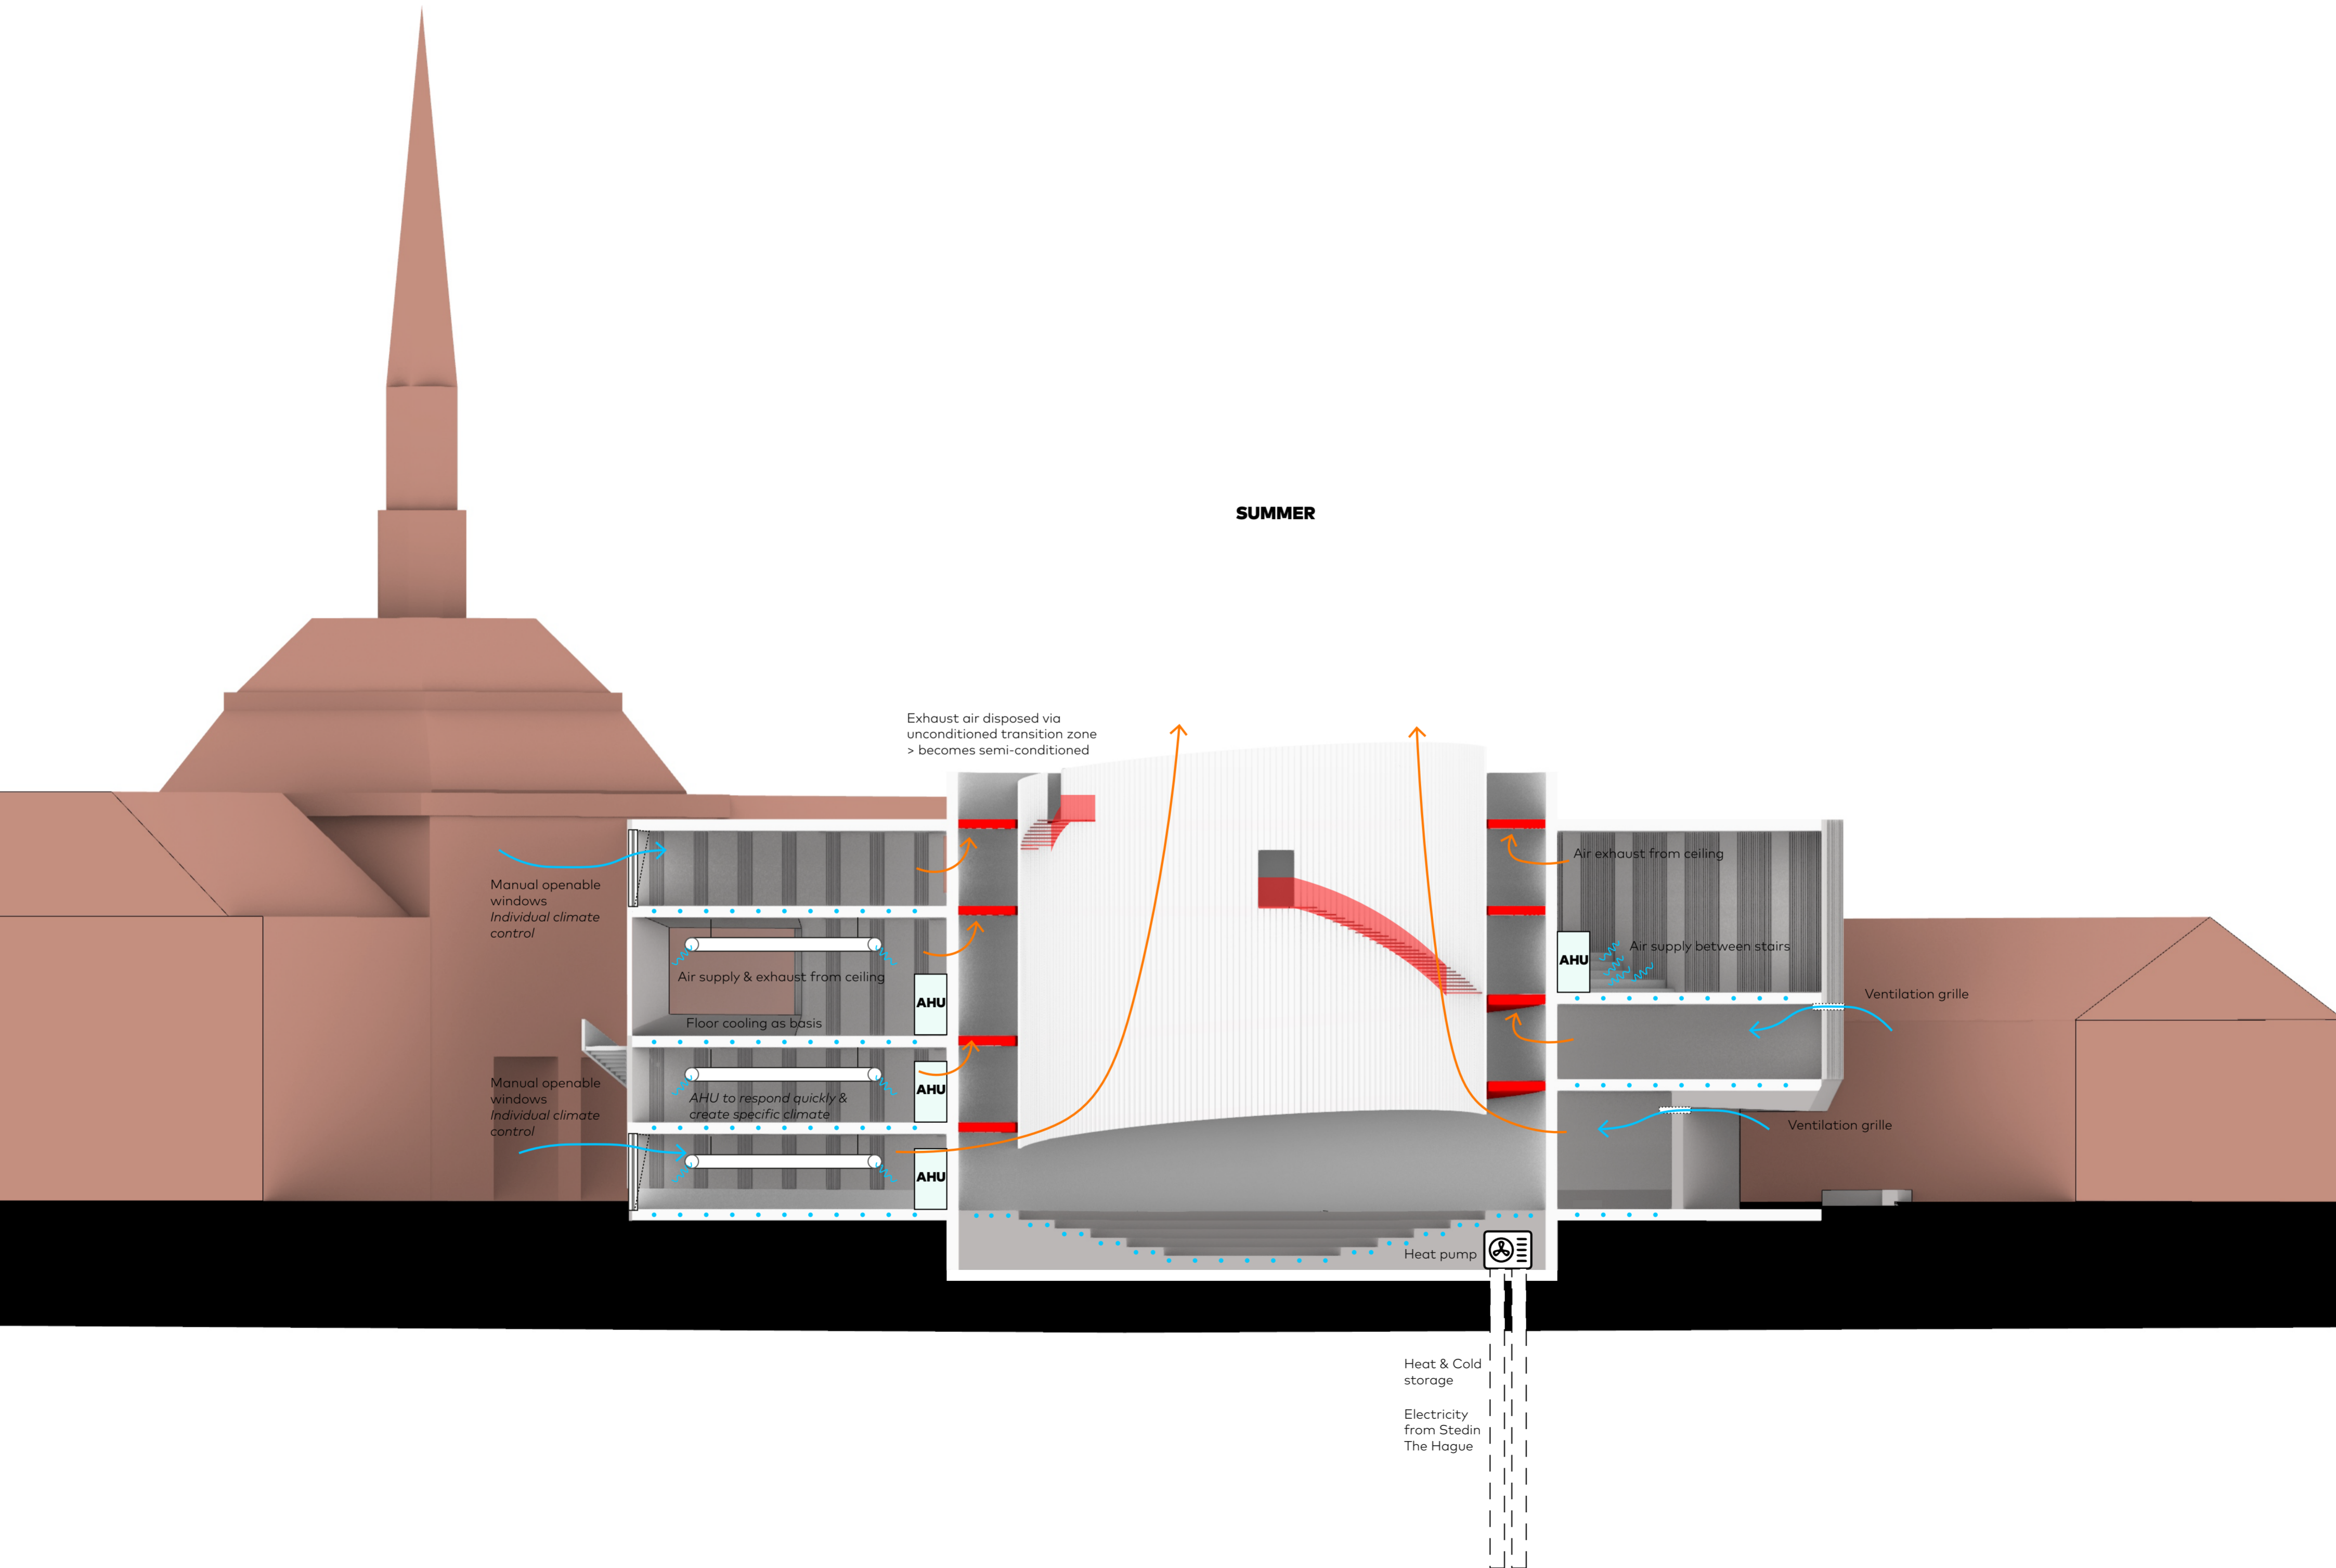 SUMMER
Exhaust air disposed via
unconditioned transition zone
> becomes semi-conditioned
Manual openable
windows
Individual climate
control
Air exhaust from ceiling
Air supply between stairs
AHU
Air supply & exhaust from ceiling
AHU
Ventilation grille
Floor cooling as basis
Manual openable
windows
Individual climate
control
AHU
AHU to respond quickly &
create specific climate
Ventilation grille
AHU
Heat pump
Heat & Cold
storage
Electricity
from Stedin
The Hague